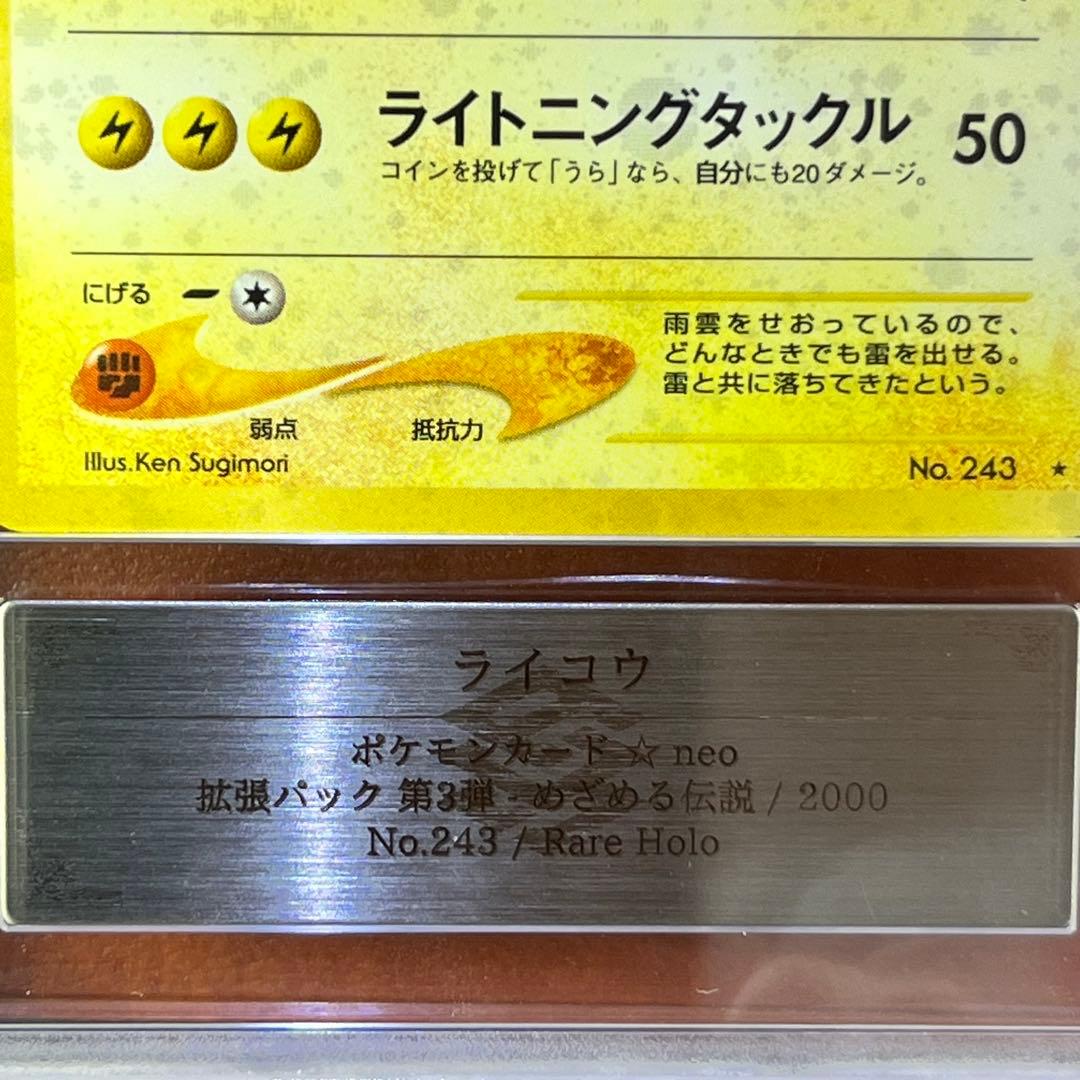 ライトニングタックル 50
コインを投げて「うら」なら、自分にも20ダメージ。
にげる
雨雲をせおっているので、
どんなときでも雷を出せる。
雷と共に落ちてきたという。
弱点 抵抗力
Illus.Ken Sugimori
No. 243 ★
ライコウ
ポケモンカード ☆ neo
拡張パック 第3弾 - めざめる伝説 / 2000
No.243 / Rare Holo